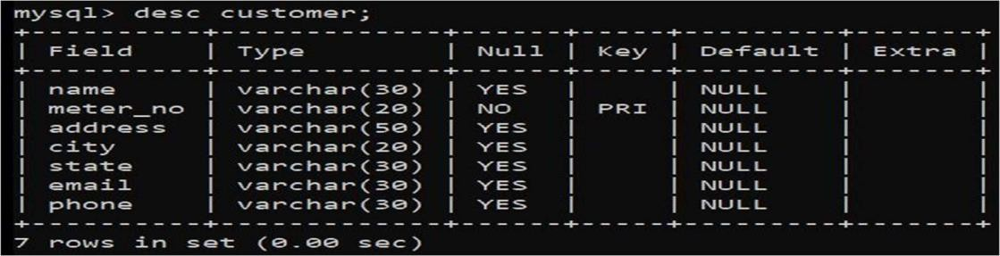 mysql> desc customer;
+----------+-------------+------+-----+---------+-------+
| Field    | Type        | Null | Key | Default | Extra |
+----------+-------------+------+-----+---------+-------+
| name     | varchar(30) | YES  |     | NULL    |       |
| meter_no | varchar(20) | NO   | PRI | NULL    |       |
| address  | varchar(50) | YES  |     | NULL    |       |
| city     | varchar(20) | YES  |     | NULL    |       |
| state    | varchar(30) | YES  |     | NULL    |       |
| email    | varchar(30) | YES  |     | NULL    |       |
| phone    | varchar(30) | YES  |     | NULL    |       |
+----------+-------------+------+-----+---------+-------+
7 rows in set (0.00 sec)